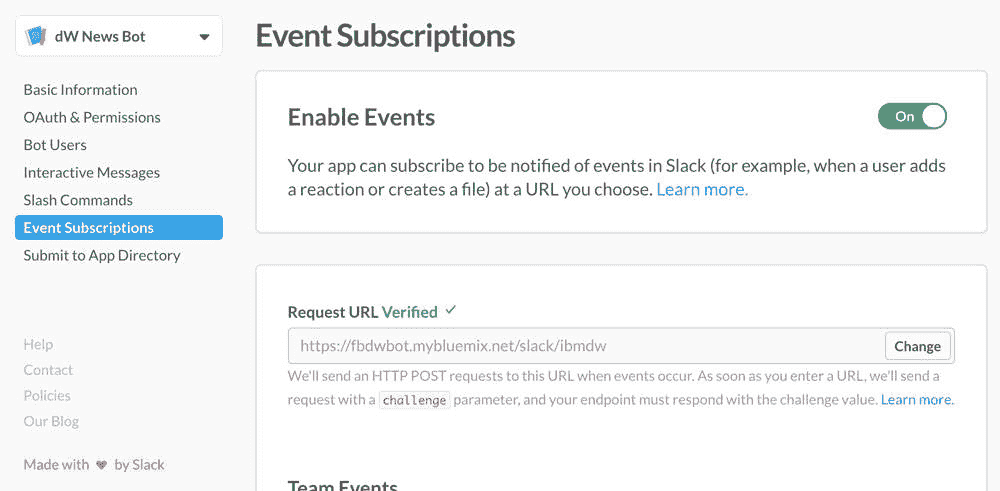 dW News Bot
Basic Information
OAuth & Permissions
Bot Users
Interactive Messages
Slash Commands
Event Subscriptions
Submit to App Directory
Help
Contact
Policies
Our Blog
Made with ❤ by Slack
Event Subscriptions
Enable Events
On
Your app can subscribe to be notified of events in Slack (for example, when a user adds
a reaction or creates a file) at a URL you choose. Learn more.
Request URL Verified ✓
https://fbdwbot.mybluemix.net/slack/ibmdw
Change
We'll send an HTTP POST requests to this URL when events occur. As soon as you enter a URL, we'll send a
request with a challenge parameter, and your endpoint must respond with the challenge value. Learn more.
Team Events